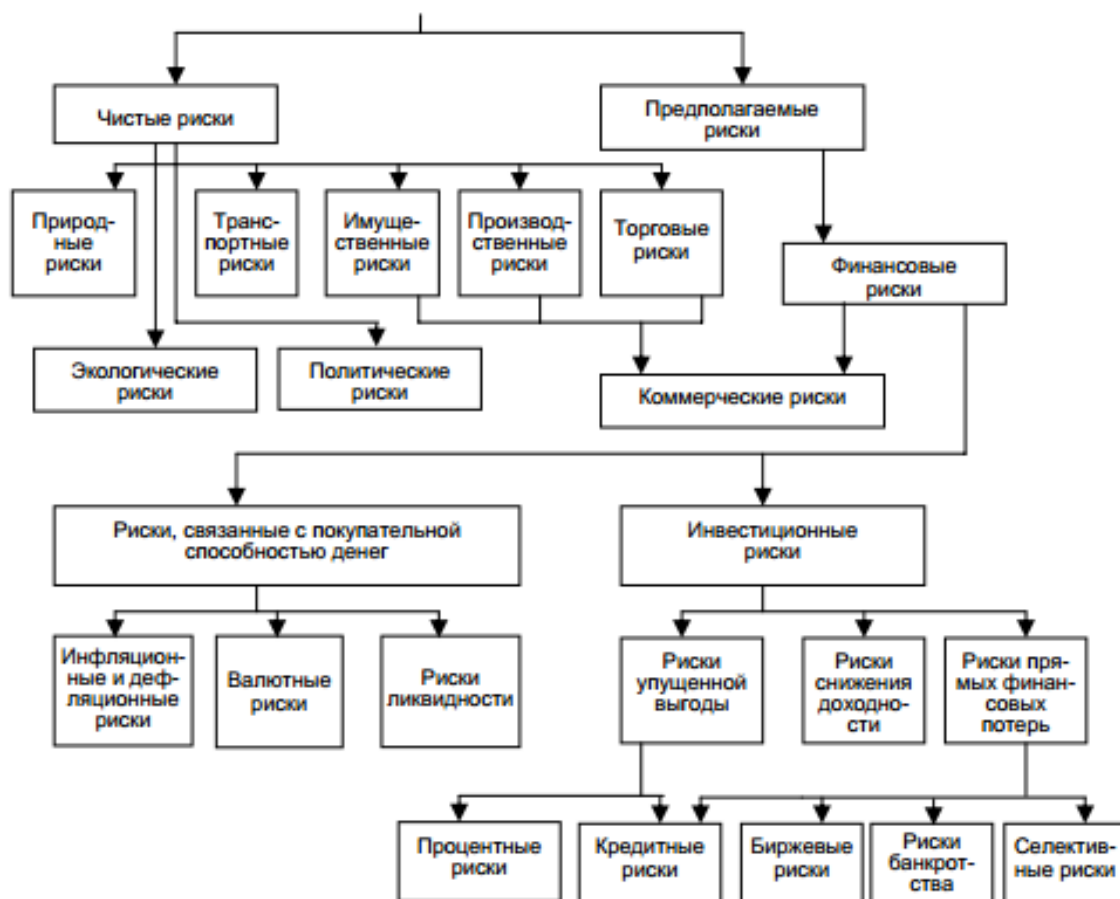 Чистые риски
Предполагаемые
риски
Природ-
ные
риски
Транс-
портные
риски
Имуще-
ственные
риски
Производ-
ственные
риски
Торговые
риски
Финансовые
риски
Экологические
риски
Политические
риски
Коммерческие риски
Риски, связанные с покупательной
способностью денег
Инвестиционные
риски
Инфляцион-
ные и деф-
ляционные
риски
Валютные
риски
Риски
ликвидности
Риски
упущенной
выгоды
Риски
снижения
доходно-
сти
Риски пря-
мых финан-
совых
потерь
Процентные
риски
Кредитные
риски
Биржевые
риски
Риски
банкрот-
ства
Селектив-
ные риски